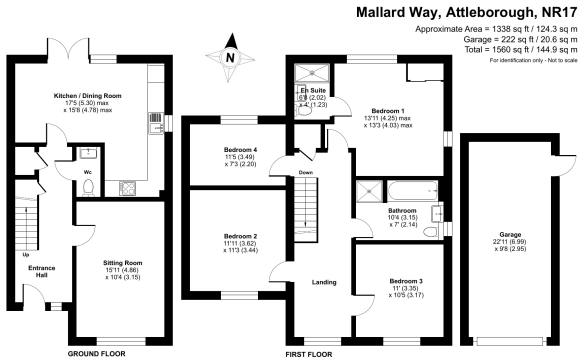 Mallard Way, Attleborough, NR17
Approximate Area = 1338 sq ft / 124.3 sq m
Garage = 222 sq ft / 20.6 sq m
Total = 1560 sq ft / 144.9 sq m
For identification only - Not to scale
N
Kitchen / Dining Room
17'5 (5.30) max
x 15'8 (4.78) max
Wc
Up
Entrance
Hall
Sitting Room
15'11 (4.86)
x 10'4 (3.15)
GROUND FLOOR
En Suite
6'8 (2.02)
x 4' (1.23)
Bedroom 1
13'11 (4.25) max
x 13'3 (4.03) max
Bedroom 4
11'5 (3.49)
x 7'3 (2.20)
Down
Bathroom
10'4 (3.15)
x 7' (2.14)
Bedroom 2
11'11 (3.62)
x 11'3 (3.44)
Landing
Bedroom 3
11' (3.35)
x 10'5 (3.17)
FIRST FLOOR
Garage
22'11 (6.99)
x 9'8 (2.95)